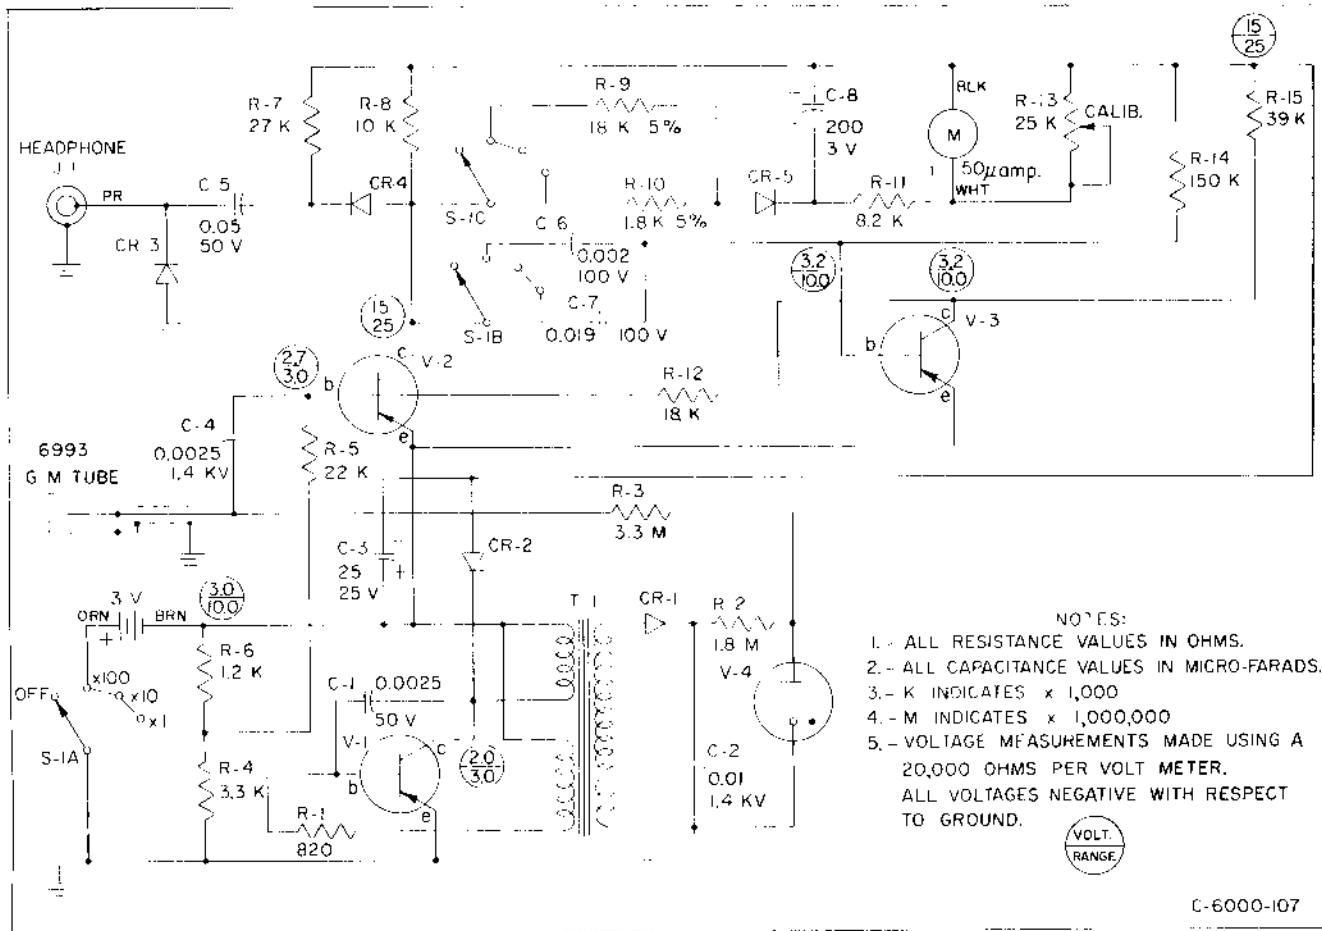 15
25
R-7
27 K
R-8
10 K
R-9
18 K 5%
C-8
200
3 V
BLK
M
50µamp.
WHT
R-13
25 K
CALIB.
R-15
39 K
R-14
150 K
HEADPHONE
J-1
PR
C-5
0.05
50 V
CR-3
CR-4
S-1C
R-10
1.8 K 5%
CR-5
R-11
8.2 K
C-6
0.002
100 V
C-7
0.019 100 V
S-1B
3.2
10.0
3.2
10.0
15
25
2.7
3.0
b
c
e
V-2
b
c
e
V-3
R-12
18 K
C-4
0.0025
1.4 KV
R-5
22 K
6993
G M TUBE
R-3
3.3 M
C-3
25
25 V
+
CR-2
3.0
10.0
3 V
ORN
+
BRN
R-6
1.2 K
T 1
CR-1
R-2
1.8 M
V-4
OFF
x100
x10
x1
S-1A
C-1
0.0025
50 V
V-1
b
c
e
2.0
3.0
R-4
3.3 K
R-1
820
C-2
0.01
1.4 KV
NOTES:
1.- ALL RESISTANCE VALUES IN OHMS.
2.- ALL CAPACITANCE VALUES IN MICRO-FARADS.
3.- K INDICATES x 1,000
4.- M INDICATES x 1,000,000
5.- VOLTAGE MEASUREMENTS MADE USING A
20,000 OHMS PER VOLT METER.
ALL VOLTAGES NEGATIVE WITH RESPECT
TO GROUND.
VOLT.
RANGE
C-6000-107